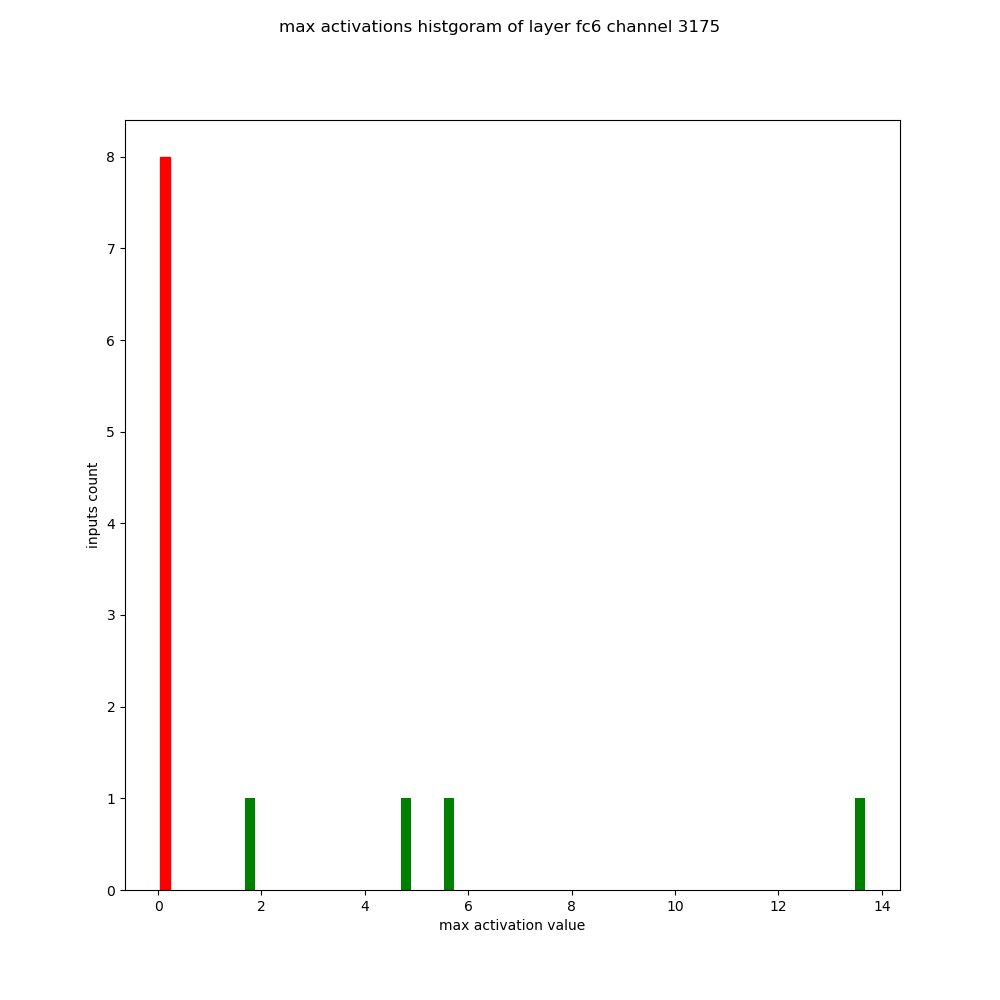 max activations histgoram of layer fc6 channel 3175
8
7
6
5
4
3
2
1
0
inputs count
0 2 4 6 8 10 12 14
max activation value